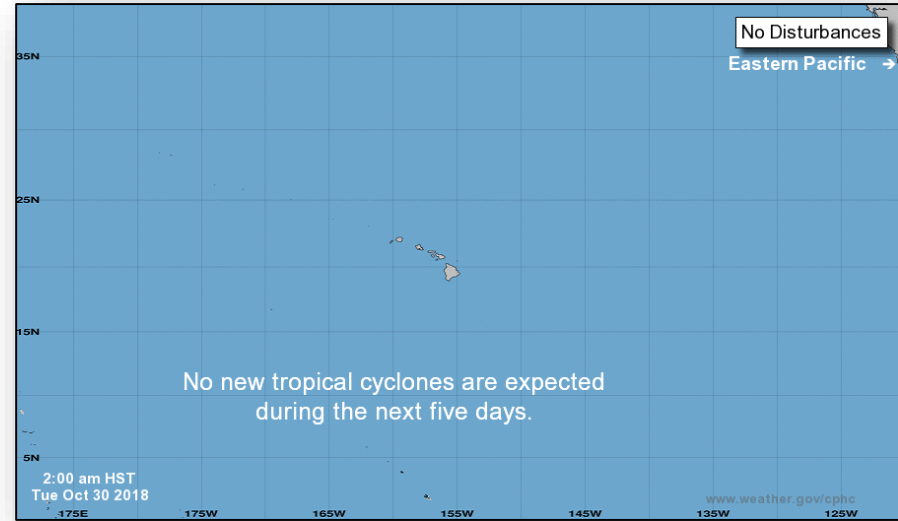 No Disturbances
Eastern Pacific →
35N
25N
15N
No new tropical cyclones are expected
during the next five days.
5N
2:00 am HST
Tue Oct 30 2018
www.weather.gov/cphc
175E 175W 165W 155W 145W 135W 125W